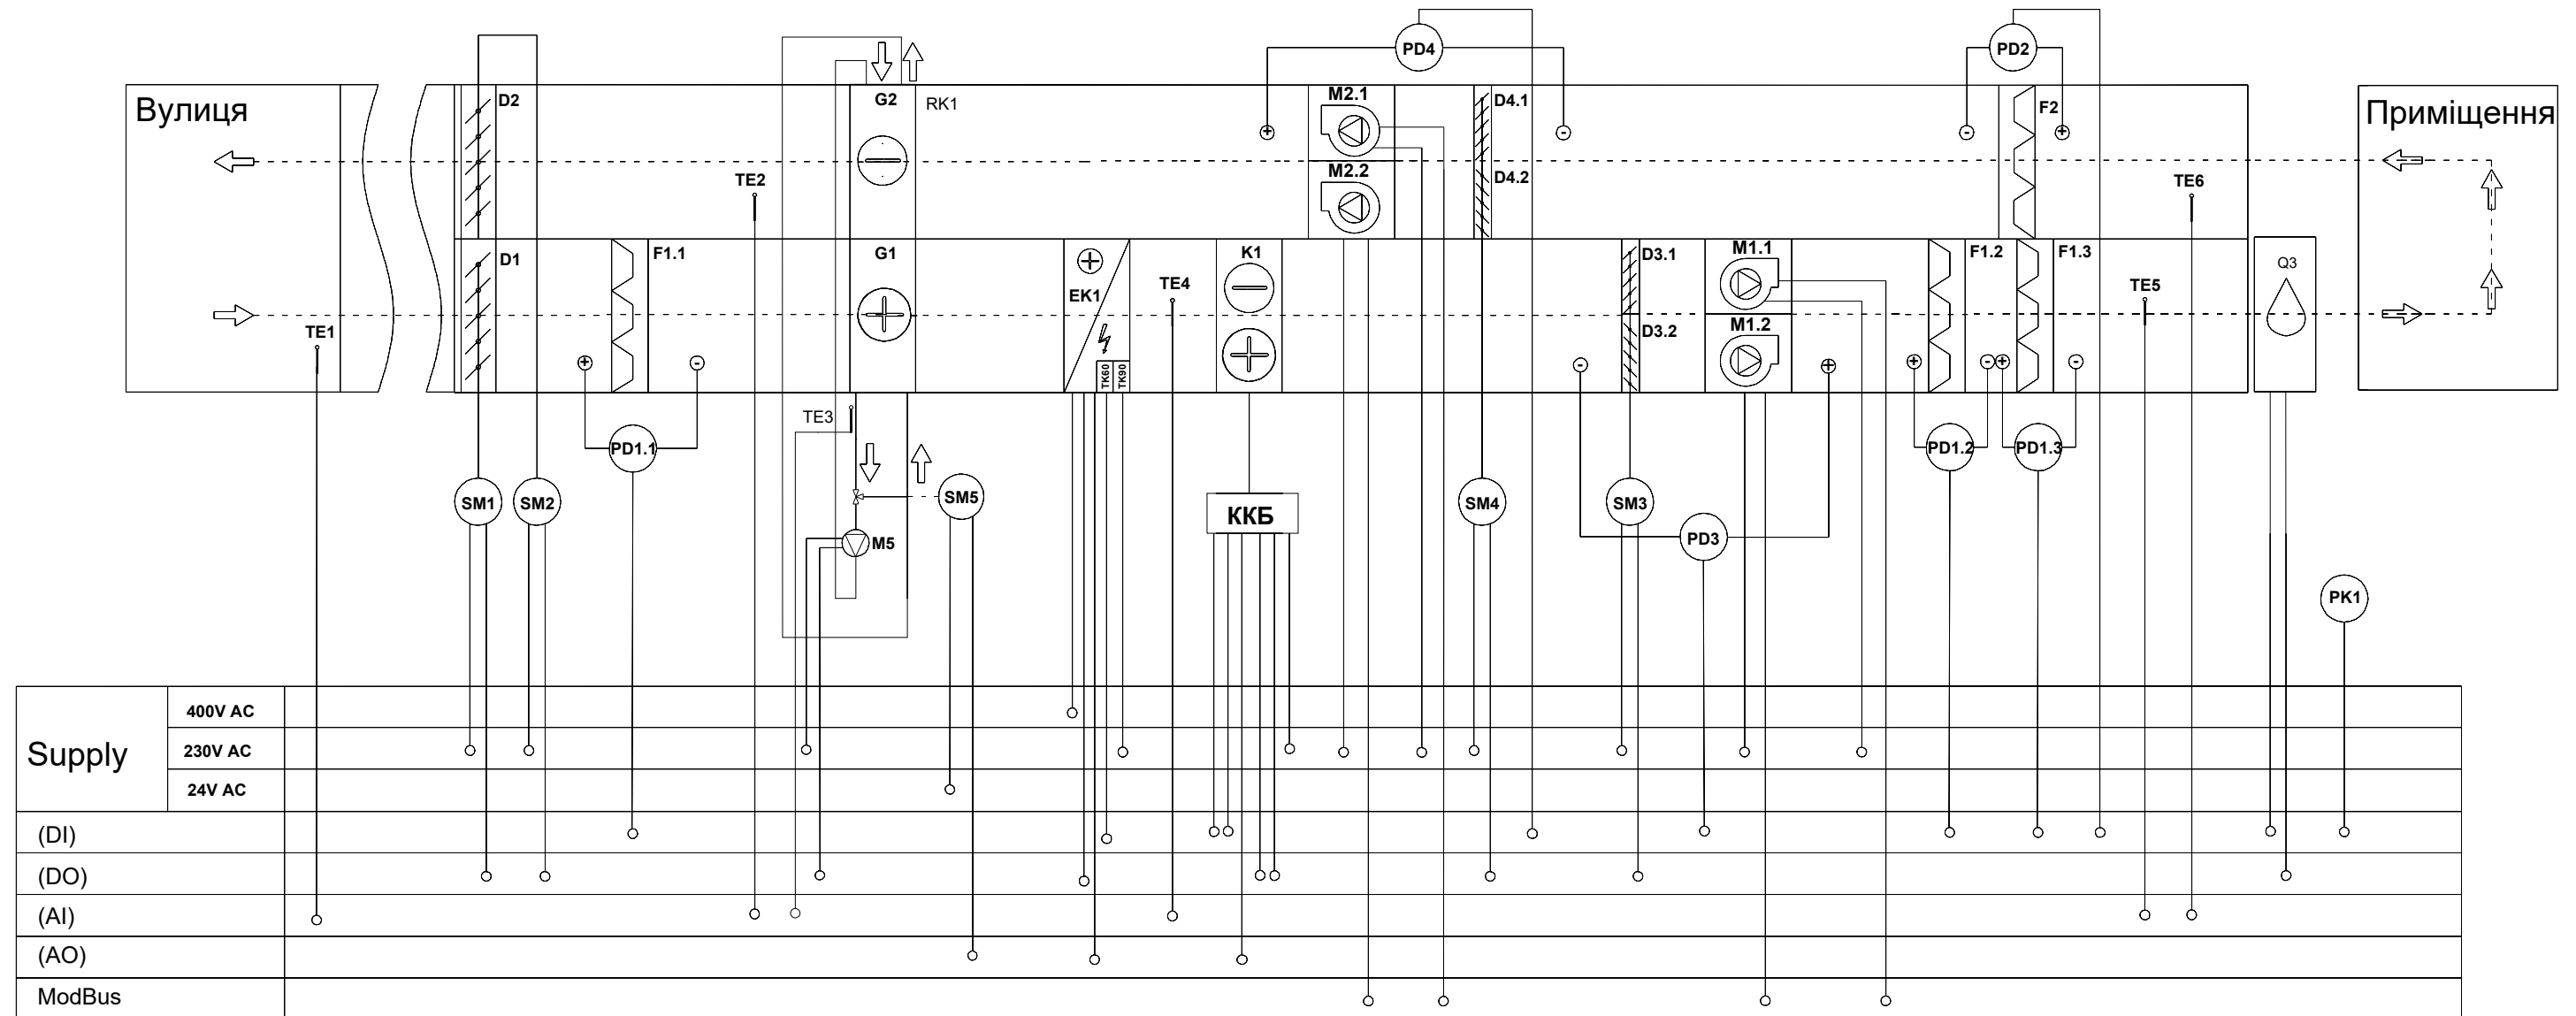 PD4
PD2
Вулиця
D2
G2
RK1
M2.1
D4.1
F2
Приміщення
TE2
M2.2
D4.2
TE6
D1
F1.1
G1
EK1
TE4
K1
D3.1
M1.1
F1.2
F1.3
Q3
TE1
TK60
TK90
D3.2
M1.2
TE5
TE3
PD1.1
PD1.2
PD1.3
SM1
SM2
SM5
ККБ
SM4
SM3
M5
PD3
PK1
Supply
400V AC
230V AC
24V AC
(DI)
(DO)
(AI)
(AO)
ModBus